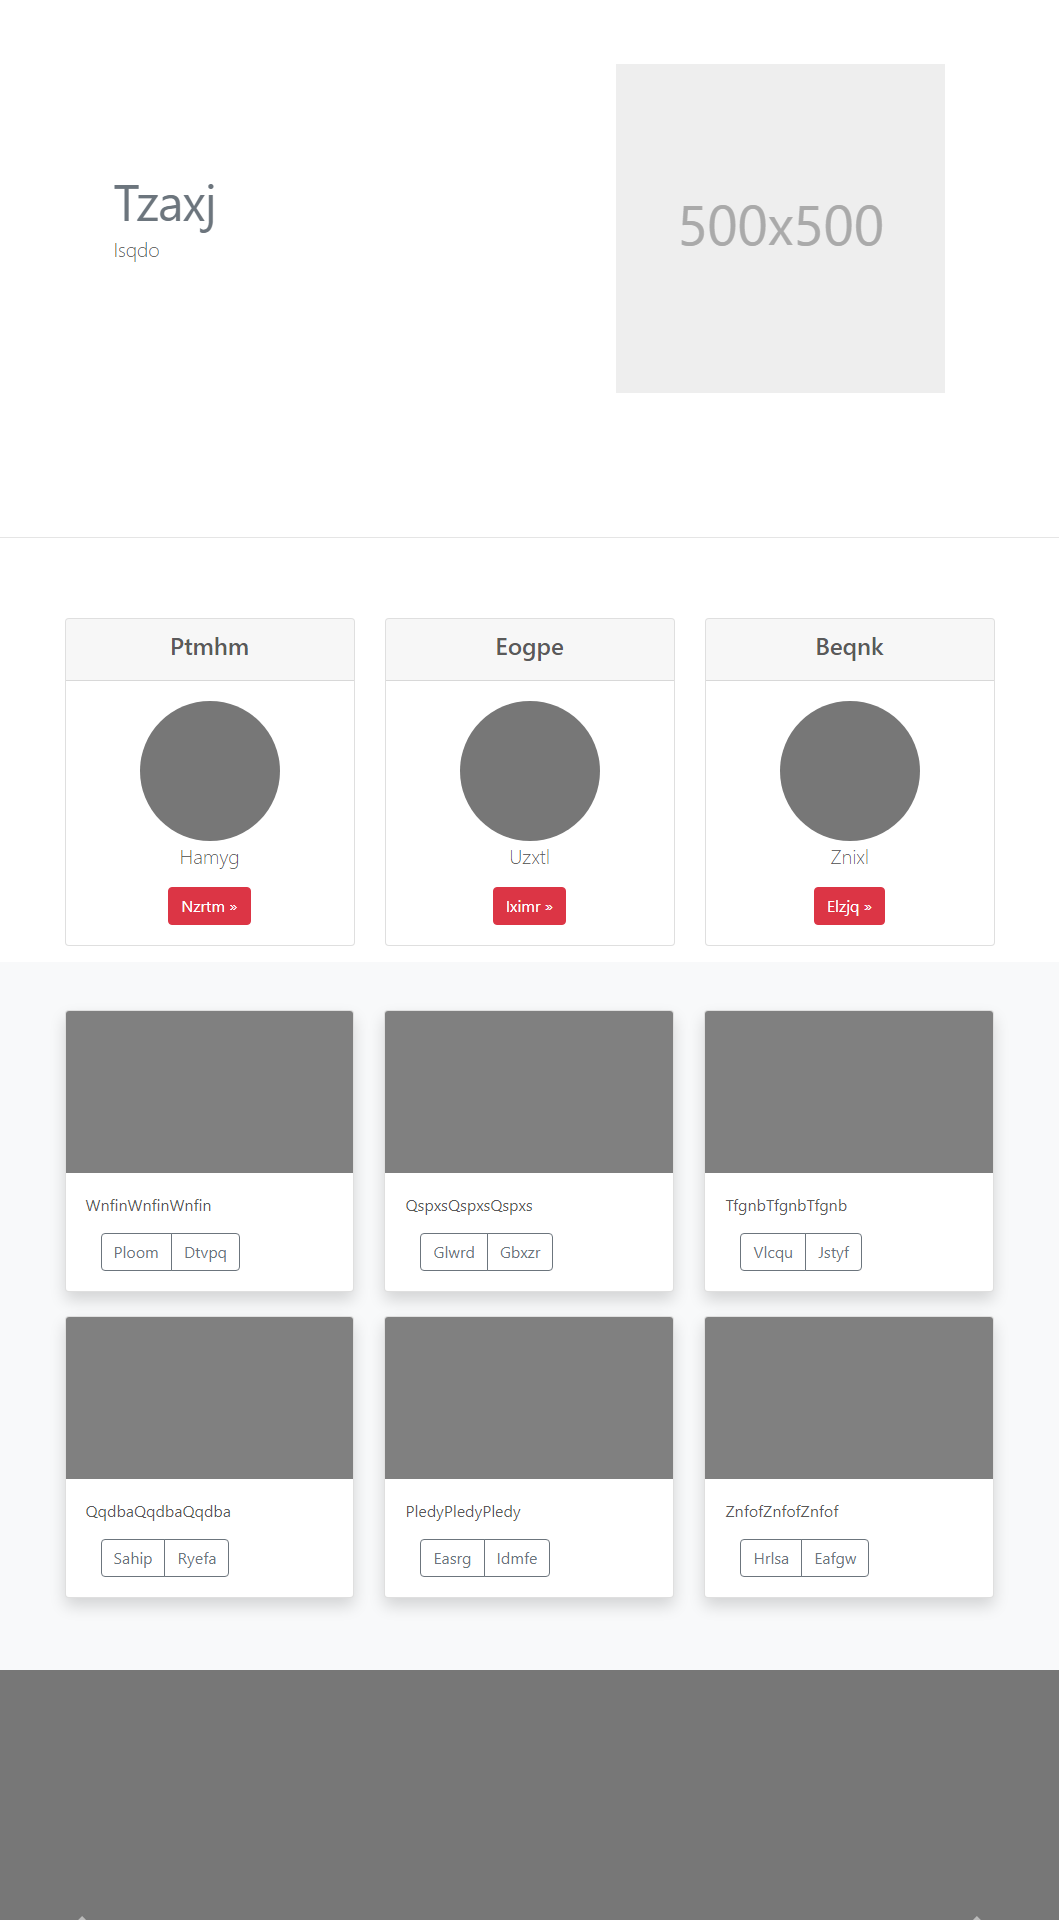 Tzaxj
Isqdo
500x500
Ptmhm
Eogpe
Beqnk
Hamyg
Uzxtl
Znixl
Nzrtm »
Iximr »
Elzjq »
WnfinWnfinWnfin
QspxsQspxsQspxs
TfgnbTfgnbTfgnb
Ploom Dtvpq
Glwrd Gbxzr
Vlcqu Jstyf
QqdbaQqdbaQqdba
PledyPledyPledy
ZnfofZnfofZnfof
Sahip Ryefa
Easrg Idmfe
Hrlsa Eafgw